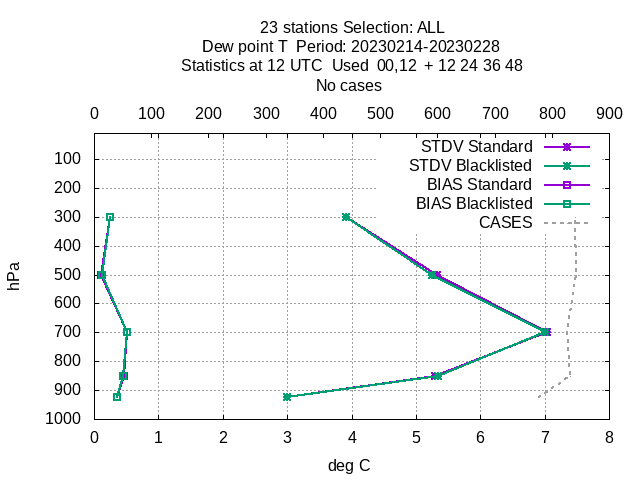 23 stations Selection: ALL
Dew point T  Period: 20230214-20230228
Statistics at 12 UTC  Used  00,12  + 12 24 36 48
No cases
0 100 200 300 400 500 600 700 800 900
STDV Standard
STDV Blacklisted
BIAS Standard
BIAS Blacklisted
CASES
hPa
100
200
300
400
500
600
700
800
900
1000
0 1 2 3 4 5 6 7 8
deg C